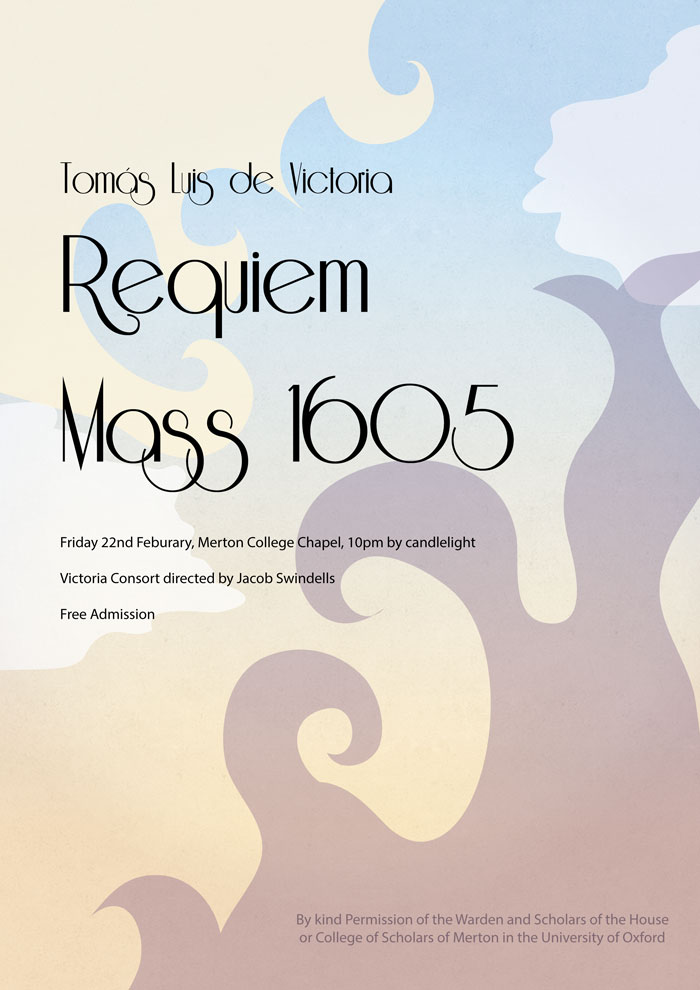 Tomás Luis de Victoria
Requiem
Mass 1605
Friday 22nd Feburary, Merton College Chapel, 10pm by candlelight
Victoria Consort directed by Jacob Swindells
Free Admission
By kind Permission of the Warden and Scholars of the House
or College of Scholars of Merton in the University of Oxford